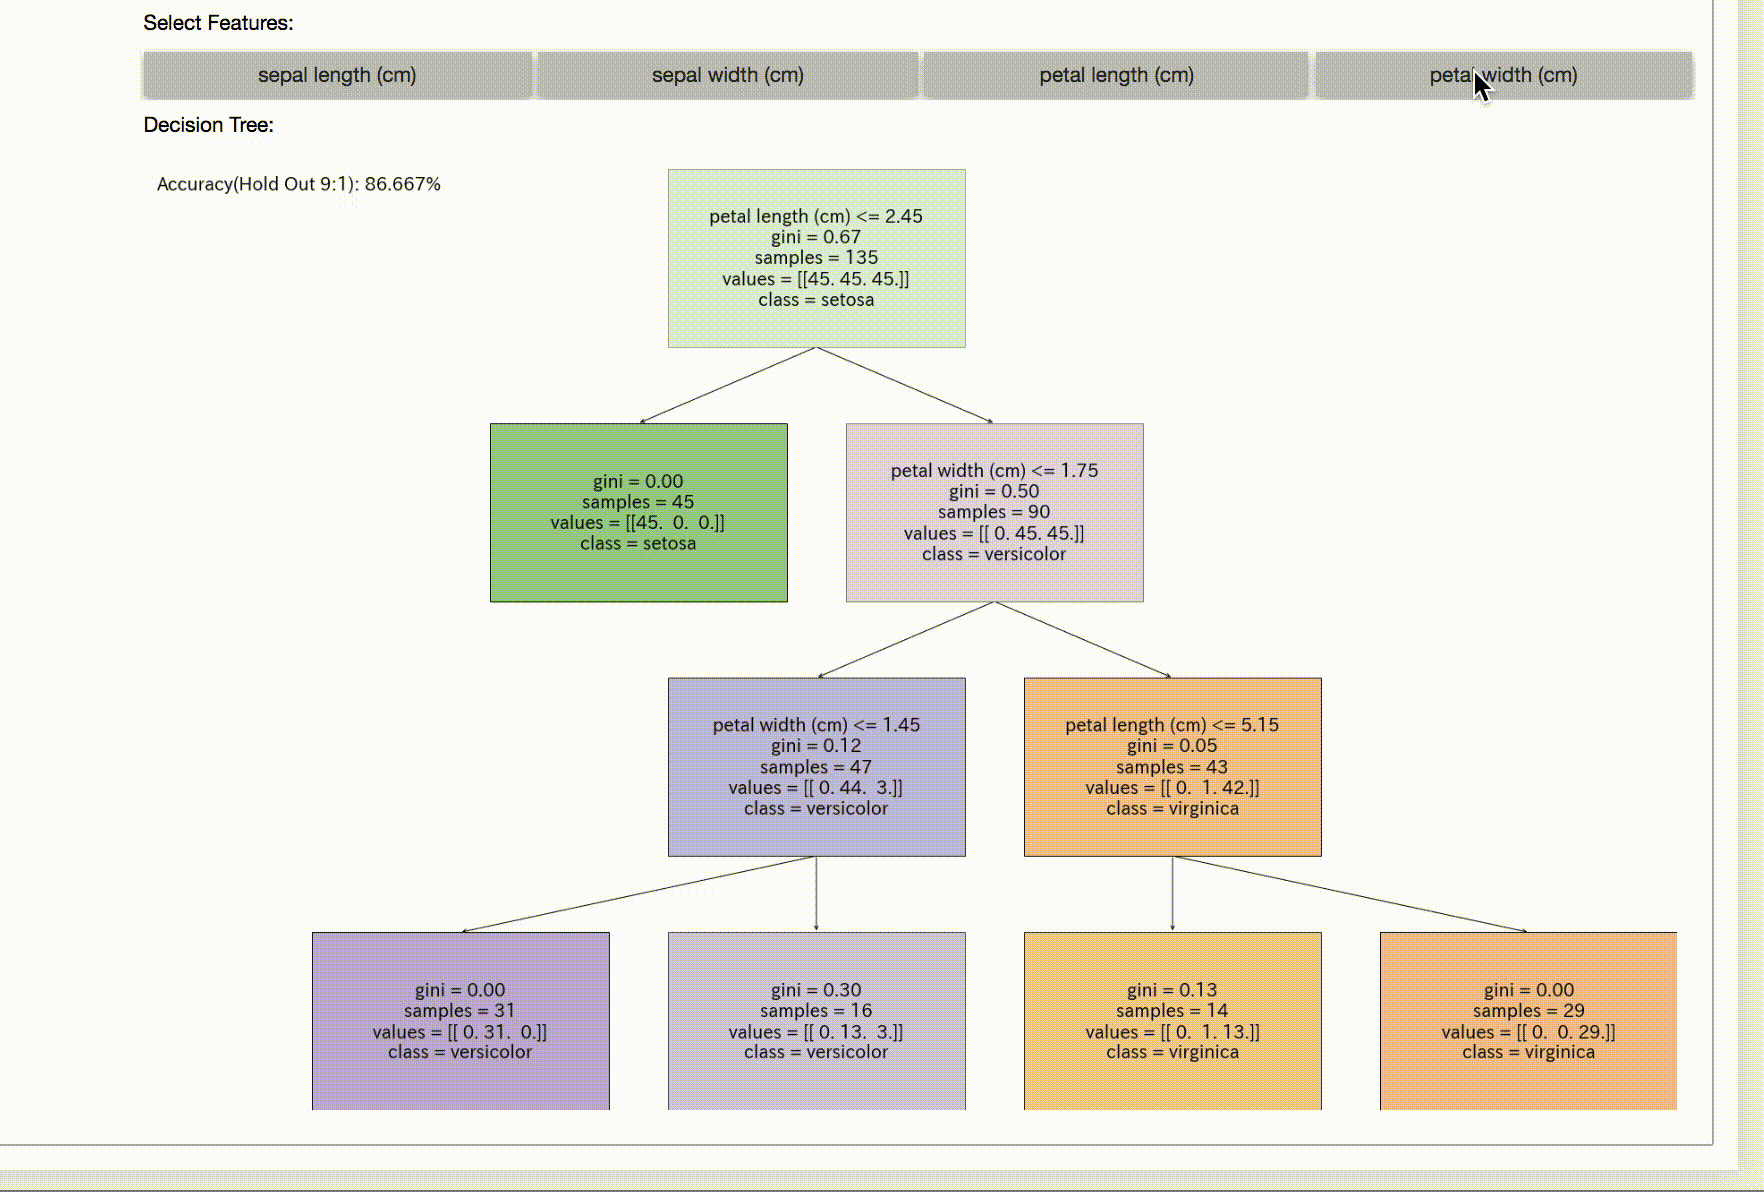 Select Features:
sepal length (cm)
sepal width (cm)
petal length (cm)
petal width (cm)
Decision Tree:
Accuracy(Hold Out 9:1): 86.667%
petal length (cm) <= 2.45
gini = 0.67
samples = 135
values = [[45. 45. 45.]]
class = setosa
gini = 0.00
samples = 45
values = [[45.  0.  0.]]
class = setosa
petal width (cm) <= 1.75
gini = 0.50
samples = 90
values = [[ 0. 45. 45.]]
class = versicolor
petal width (cm) <= 1.45
gini = 0.12
samples = 47
values = [[ 0. 44.  3.]]
class = versicolor
petal length (cm) <= 5.15
gini = 0.05
samples = 43
values = [[ 0.  1. 42.]]
class = virginica
gini = 0.00
samples = 31
values = [[ 0. 31.  0.]]
class = versicolor
gini = 0.30
samples = 16
values = [[ 0. 13.  3.]]
class = versicolor
gini = 0.13
samples = 14
values = [[ 0.  1. 13.]]
class = virginica
gini = 0.00
samples = 29
values = [[ 0.  0. 29.]]
class = virginica